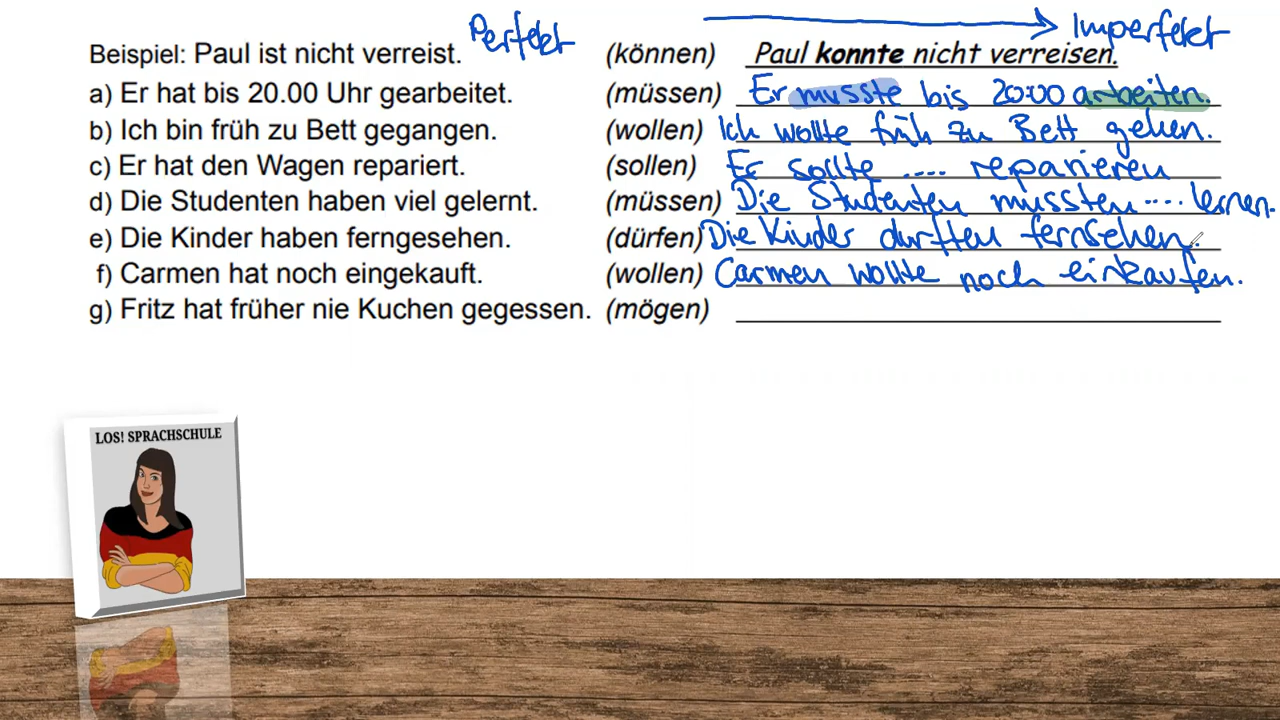 Perfekt → Imperfekt
Beispiel: Paul ist nicht verreist. (können) Paul konnte nicht verreisen.
a) Er hat bis 20.00 Uhr gearbeitet. (müssen) Er musste bis 20:00 arbeiten.
b) Ich bin früh zu Bett gegangen. (wollen) Ich wollte früh zu Bett gehen.
c) Er hat den Wagen repariert. (sollen) Er sollte .... reparieren
d) Die Studenten haben viel gelernt. (müssen) Die Studenten mussten .... lernen.
e) Die Kinder haben ferngesehen. (dürfen) Die Kinder durften fernsehen.
f) Carmen hat noch eingekauft. (wollen) Carmen wollte noch einkaufen.
g) Fritz hat früher nie Kuchen gegessen. (mögen)
LOS! SPRACHSCHULE